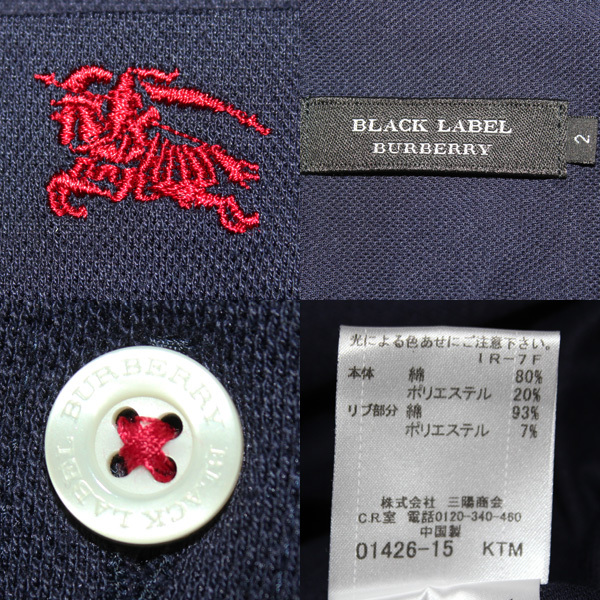 BLACK LABEL
BURBERRY
2
BURBERRY BLACK LABEL
光による色あせにご注意下さい。
IR-7F
本体 綿 80%
ポリエステル 20%
リブ部分 綿 93%
ポリエステル 7%
株式会社 三陽商会
C.R.室 電話0120-340-460
中国製
01426-15 KTM